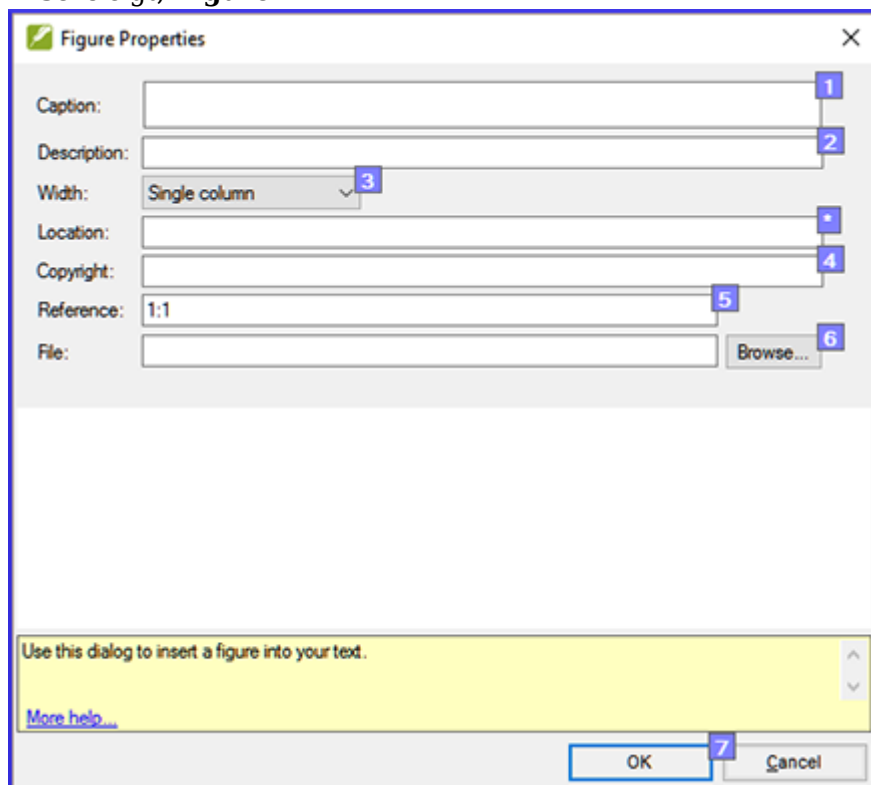 Figure Properties
1
Caption:
2
Description:
3
Width: Single column
*
Location:
4
Copyright:
5
Reference: 1:1
6
File: Browse...
Use this dialog to insert a figure into your text.
More help...
7
OK Cancel